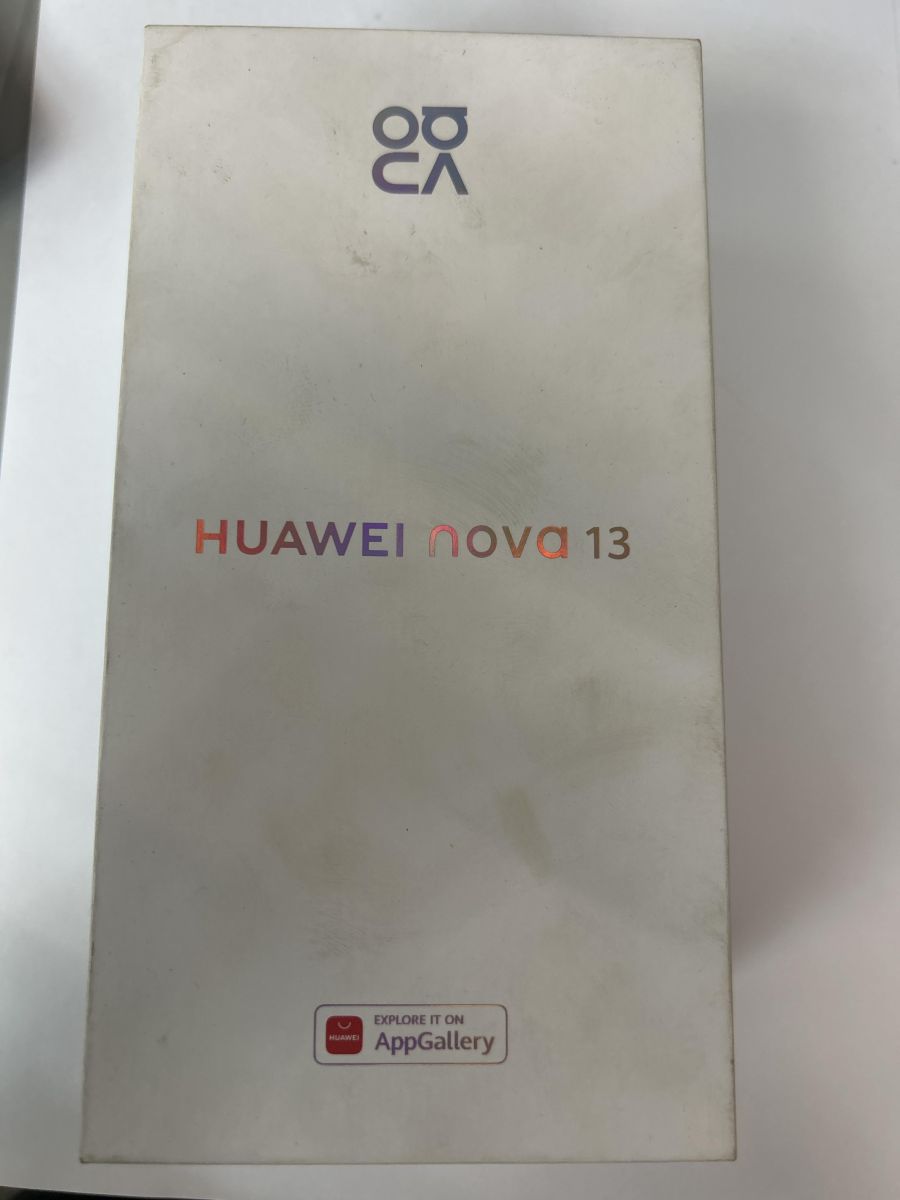 HUAWEI nova 13
EXPLORE IT ON
HUAWEI
AppGallery